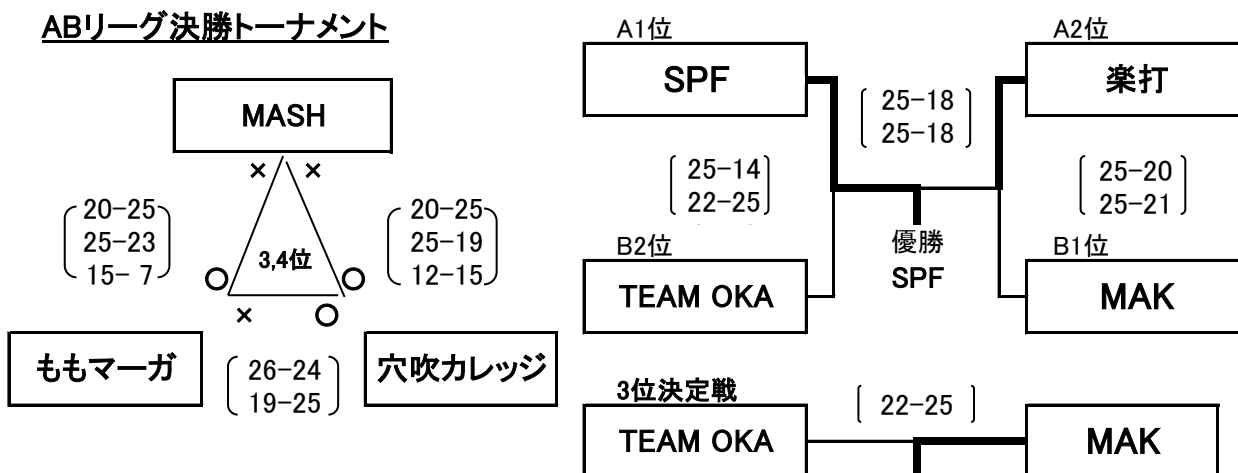 ABリーグ決勝トーナメント
MASH
× ×
20-25
25-23
15- 7
20-25
25-19
12-15
3,4位
○ ○
× ○
ももマーガ
穴吹カレッジ
26-24
19-25
A1位
SPF
A2位
楽打
25-18
25-18
25-14
22-25
25-20
25-21
優勝
SPF
B2位
TEAM OKA
B1位
MAK
3位決定戦
22-25
TEAM OKA
MAK